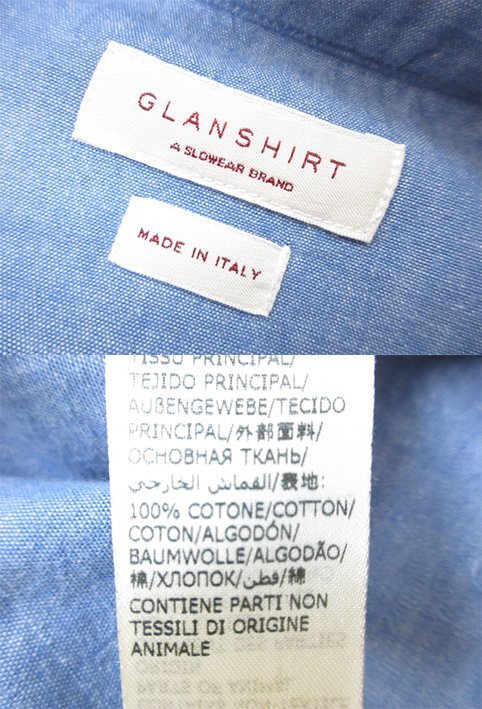 GLANSHIRT
A SLOWEAR BRAND
MADE IN ITALY
TISSU PRINCIPAL/
TEJIDO PRINCIPAL/
AUßENGEWEBE/TECIDO
PRINCIPAL/外部面料/
ОСНОВНАЯ ТКАНЬ/
القماش الخارجي/表地:
100% COTONE/COTTON/
COTON/ALGODÓN/
BAUMWOLLE/ALGODÃO/
棉/ХЛОПОК/قطن/綿
CONTIENE PARTI NON
TESSILI DI ORIGINE
ANIMALE